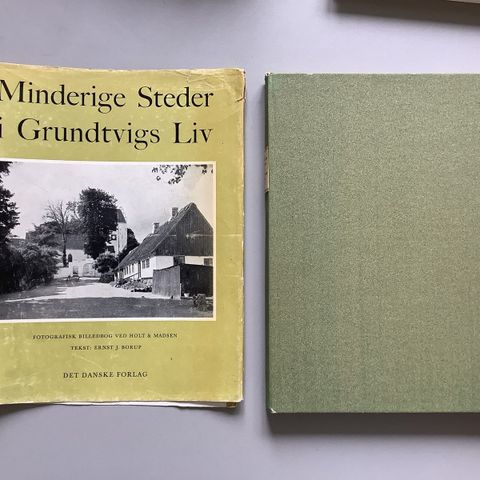 Minderige Steder
i Grundtvigs Liv
FOTOGRAFISK BILLEDBOG VED HOLT & MADSEN
TEKST: ERNST J. BORUP
DET DANSKE FORLAG